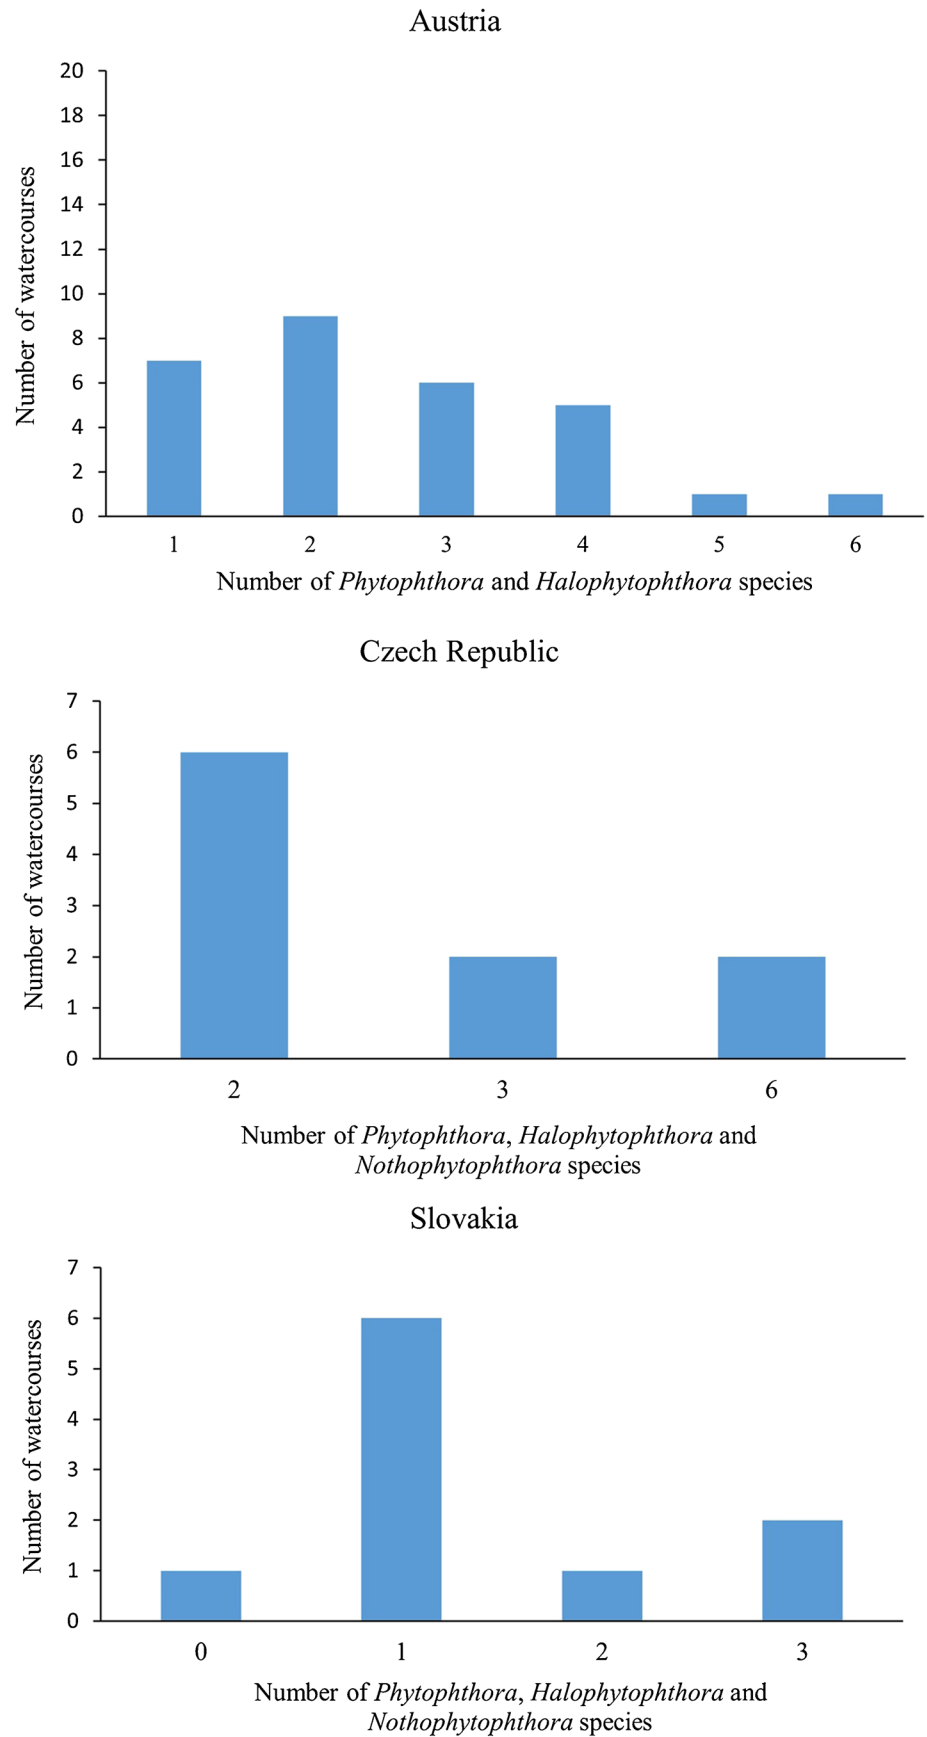 Austria
20
18
16
14
12
10
8
6
4
2
0
Number of watercourses
1 2 3 4 5 6
Number of Phytophthora and Halophytophthora species
Czech Republic
7
6
5
4
3
2
1
0
Number of watercourses
2 3 6
Number of Phytophthora, Halophytophthora and
Nothophytophthora species
Slovakia
7
6
5
4
3
2
1
0
Number of watercourses
0 1 2 3
Number of Phytophthora, Halophytophthora and
Nothophytophthora species